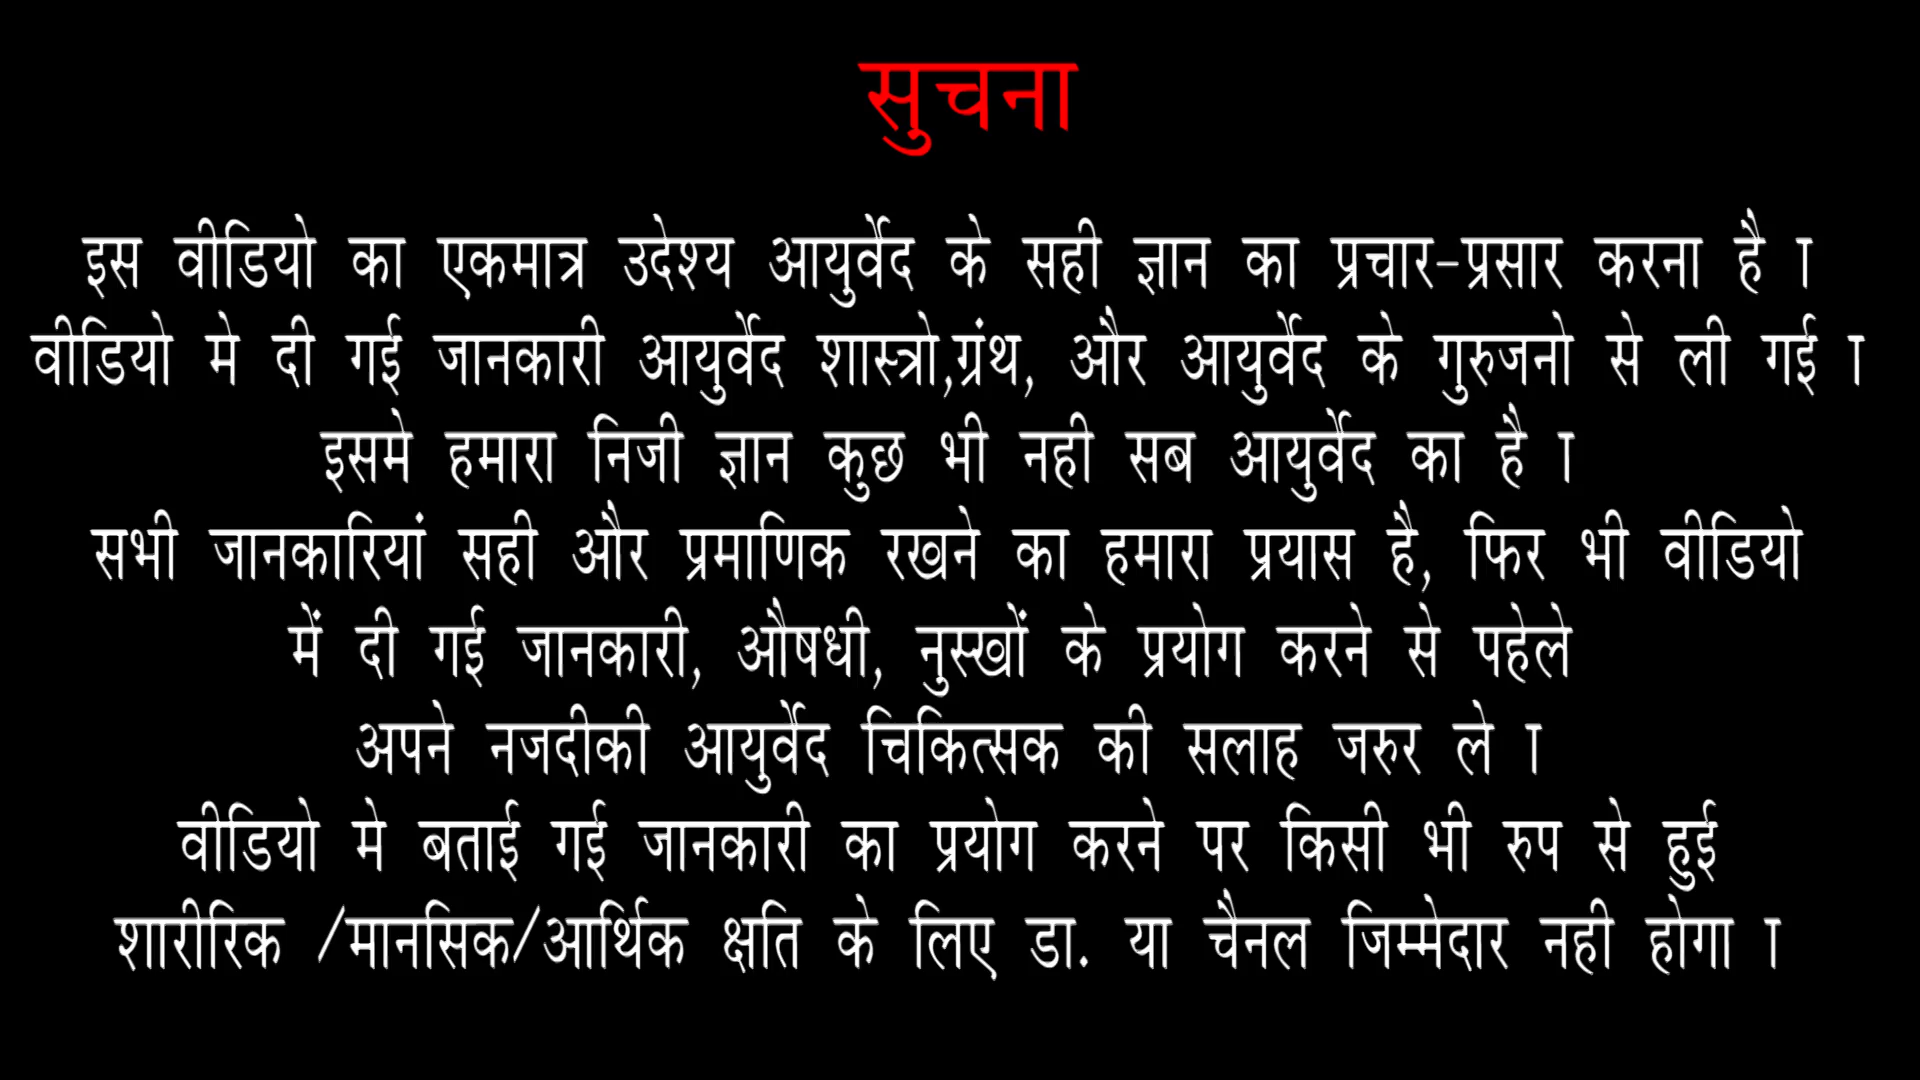 सुचना
इस वीडियो का एकमात्र उदेश्य आयुर्वेद के सही ज्ञान का प्रचार-प्रसार करना है ा
वीडियो मे दी गई जानकारी आयुर्वेद शास्त्रो,ग्रंथ, और आयुर्वेद के गुरुजनो से ली गई ा
इसमे हमारा निजी ज्ञान कुछ भी नही सब आयुर्वेद का है ा
सभी जानकारियां सही और प्रमाणिक रखने का हमारा प्रयास है, फिर भी वीडियो
में दी गई जानकारी, औषधी, नुस्खों के प्रयोग करने से पहेले
अपने नजदीकी आयुर्वेद चिकित्सक की सलाह जरुर ले ा
वीडियो मे बताई गई जानकारी का प्रयोग करने पर किसी भी रुप से हुई
शारीरिक /मानसिक/आर्थिक क्षति के लिए डा. या चैनल जिम्मेदार नही होगा ा